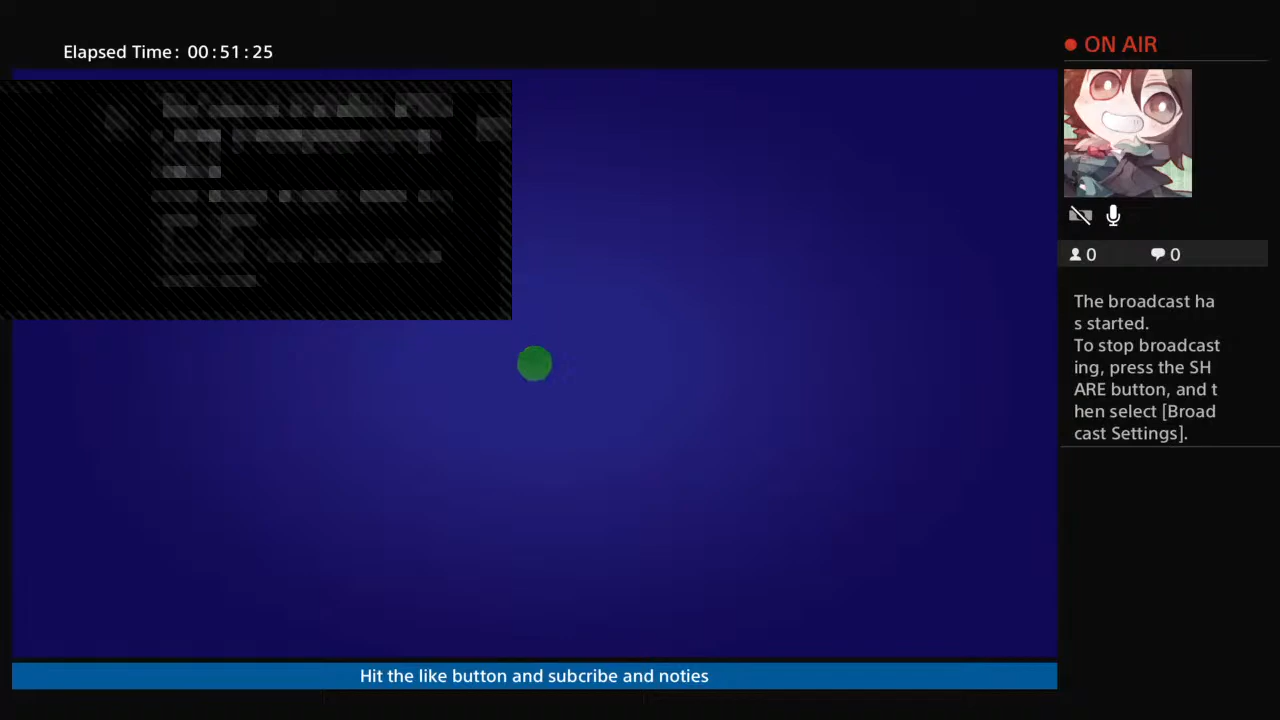 Elapsed Time: 00:51:25
ON AIR
0 0
The broadcast ha
s started.
To stop broadcast
ing, press the SH
ARE button, and t
hen select [Broad
cast Settings].
Hit the like button and subcribe and noties